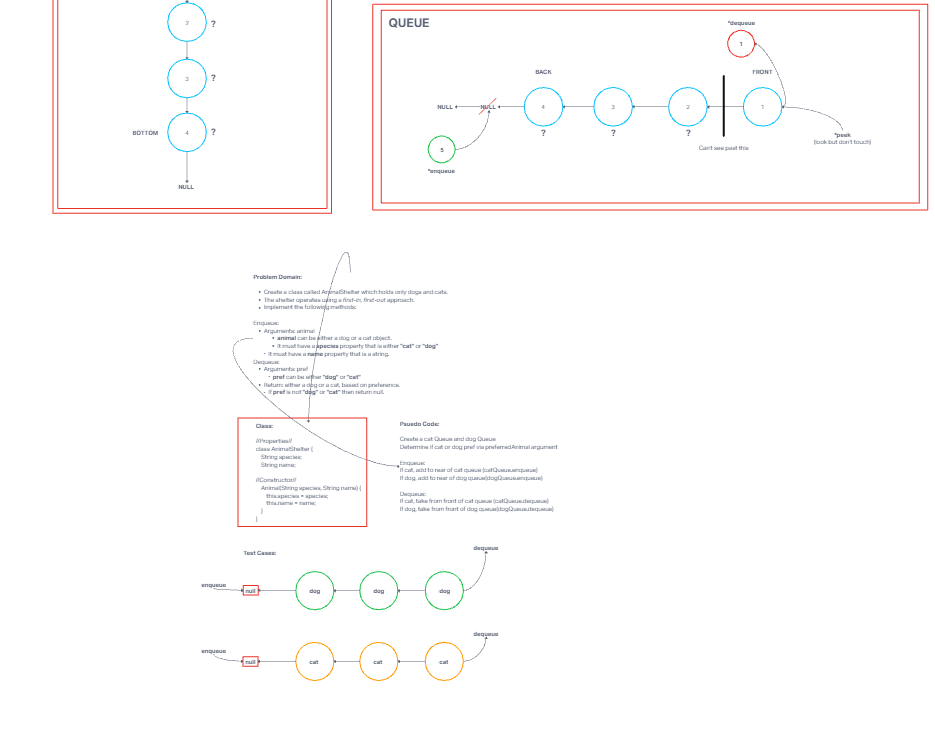 2
?
3
?
BOTTOM
4
?
NULL
QUEUE
*dequeue
1
BACK
FRONT
NULL
NULL
4
3
2
1
?
?
?
*peek
(look but don't touch)
Can't see past this
5
*enqueue
Problem Domain:
• Create a class called AnimalShelter which holds only dogs and cats.
• The shelter operates using a first-in, first-out approach.
• Implement the following methods:
Enqueue:
• Arguments: animal
• animal can be either a dog or a cat object.
• It must have a species property that is either "cat" or "dog"
- It must have a name property that is a string.
Dequeue:
• Arguments: pref
- pref can be either "dog" or "cat"
• Return: either a dog or a cat, based on preference.
- If pref is not "dog" or "cat" then return null.
Class:
//Properties//
class AnimalShelter {
String species;
String name;
//Constructor//
Animal(String species, String name) {
this.species = species;
this.name = name;
}
}
Psuedo Code:
Create a cat Queue and dog Queue
Determine if cat or dog pref via preferredAnimal argument
Enqueue:
If cat, add to rear of cat queue (catQueue.enqueue)
If dog, add to rear of dog queue(dogQueue.enqueue)
Dequeue:
If cat, take from front of cat queue (catQueue.dequeue)
If dog, take from front of dog queue(dogQueue.dequeue)
Test Cases:
dequeue
enqueue
null
dog
dog
dog
dequeue
enqueue
null
cat
cat
cat